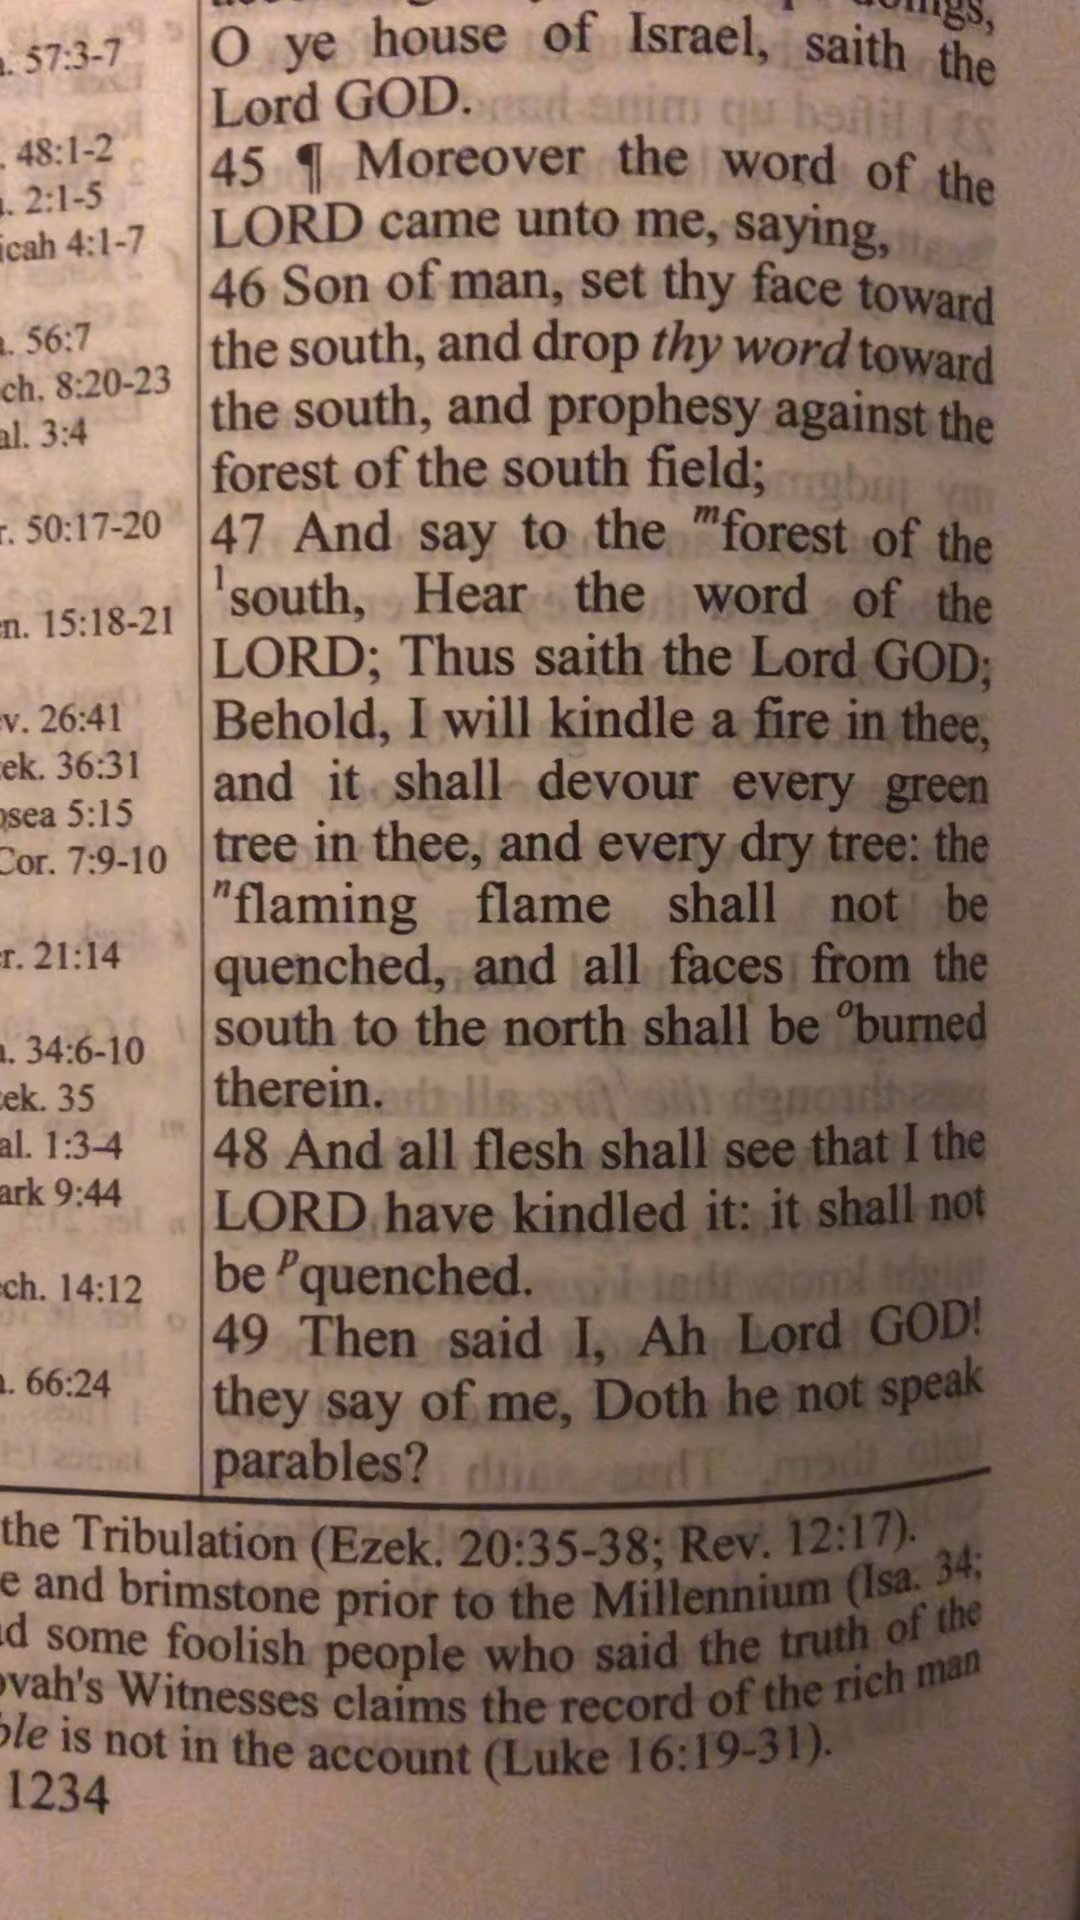 57:3-7
48:1-2
2:1-5
icah 4:1-7
56:7
ch. 8:20-23
al. 3:4
r. 50:17-20
en. 15:18-21
ev. 26:41
ek. 36:31
osea 5:15
Cor. 7:9-10
er. 21:14
34:6-10
ek. 35
al. 1:3-4
ark 9:44
ech. 14:12
66:24
O ye house of Israel, saith the
Lord GOD.
45 ¶ Moreover the word of the
LORD came unto me, saying,
46 Son of man, set thy face toward
the south, and drop thy word toward
the south, and prophesy against the
forest of the south field;
47 And say to the ᵐforest of the
¹south, Hear the word of the
LORD; Thus saith the Lord GOD;
Behold, I will kindle a fire in thee,
and it shall devour every green
tree in thee, and every dry tree: the
ⁿflaming flame shall not be
quenched, and all faces from the
south to the north shall be ᵒburned
therein.
48 And all flesh shall see that I the
LORD have kindled it: it shall not
be ᵖquenched.
49 Then said I, Ah Lord GOD!
they say of me, Doth he not speak
parables?
the Tribulation (Ezek. 20:35-38; Rev. 12:17).
e and brimstone prior to the Millennium (Isa. 34;
d some foolish people who said the truth of the
ovah's Witnesses claims the record of the rich man
ble is not in the account (Luke 16:19-31).
1234